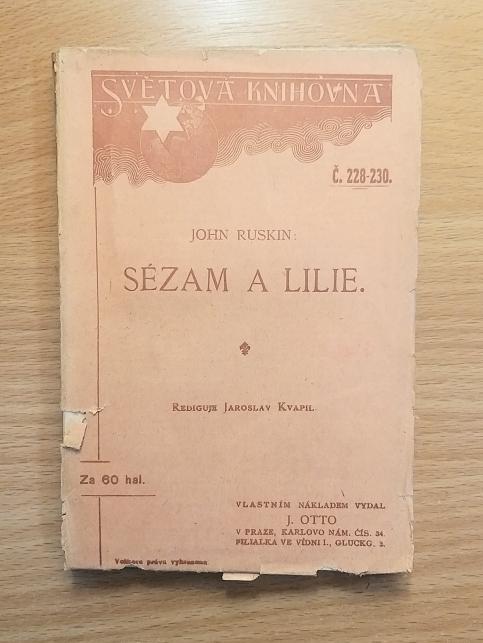 SVĚTOVÁ KNIHOVNA
Č. 228-230.
JOHN RUSKIN:
SÉZAM A LILIE.
REDIGUJE JAROSLAV KVAPIL.
Za 60 hal.
VLASTNÍM NÁKLADEM VYDAL
J. OTTO
V PRAZE, KARLOVO NÁM. ČÍS. 34.
FILIALKA VE VÍDNI I., GLUCKG. 3.
Veškera práva vyhrazena